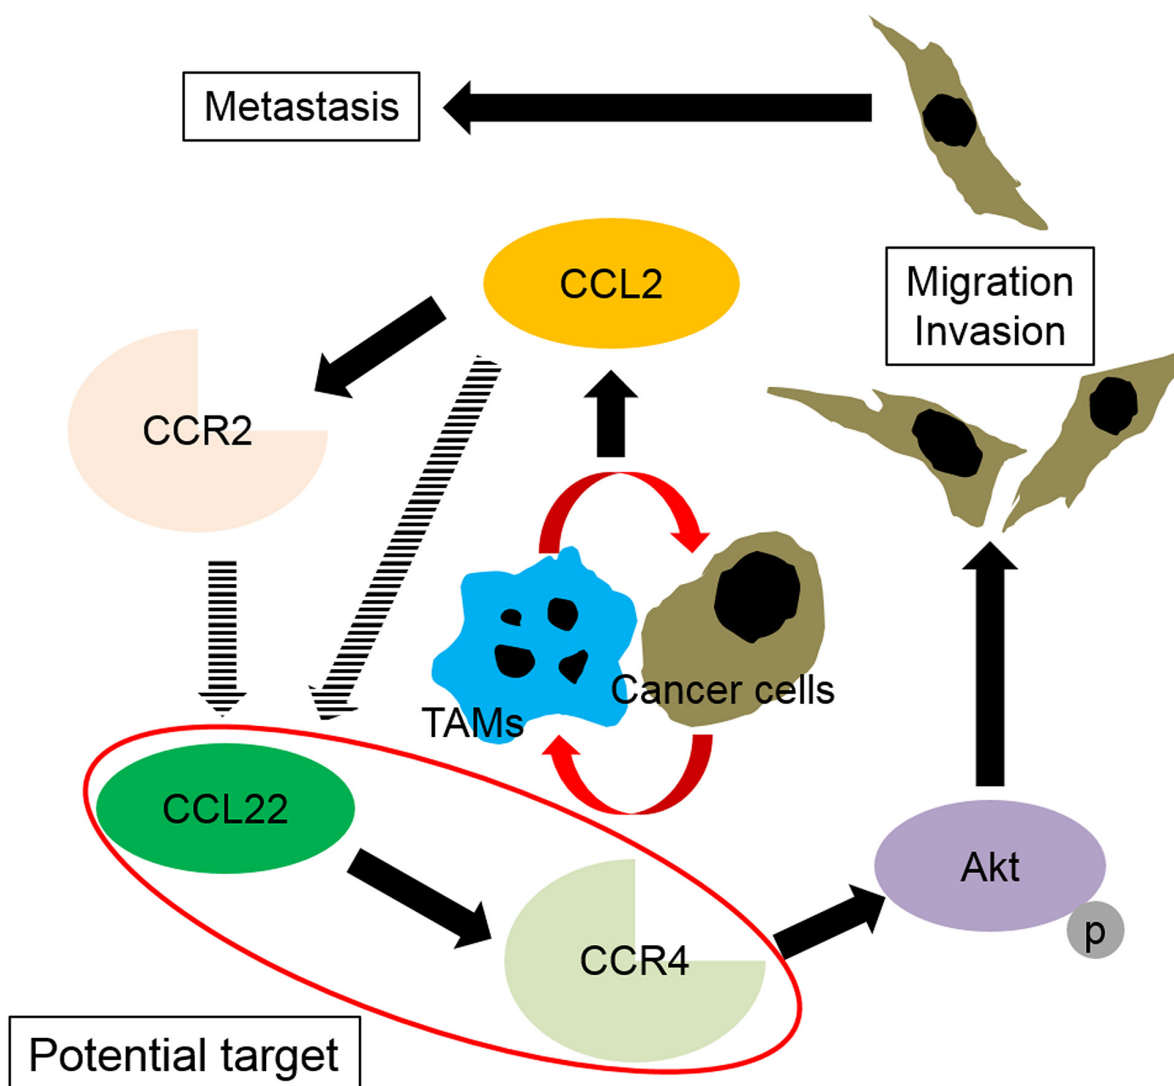 Metastasis
CCL2
Migration
Invasion
CCR2
Cancer cells
TAMs
CCL22
Akt
p
CCR4
Potential target